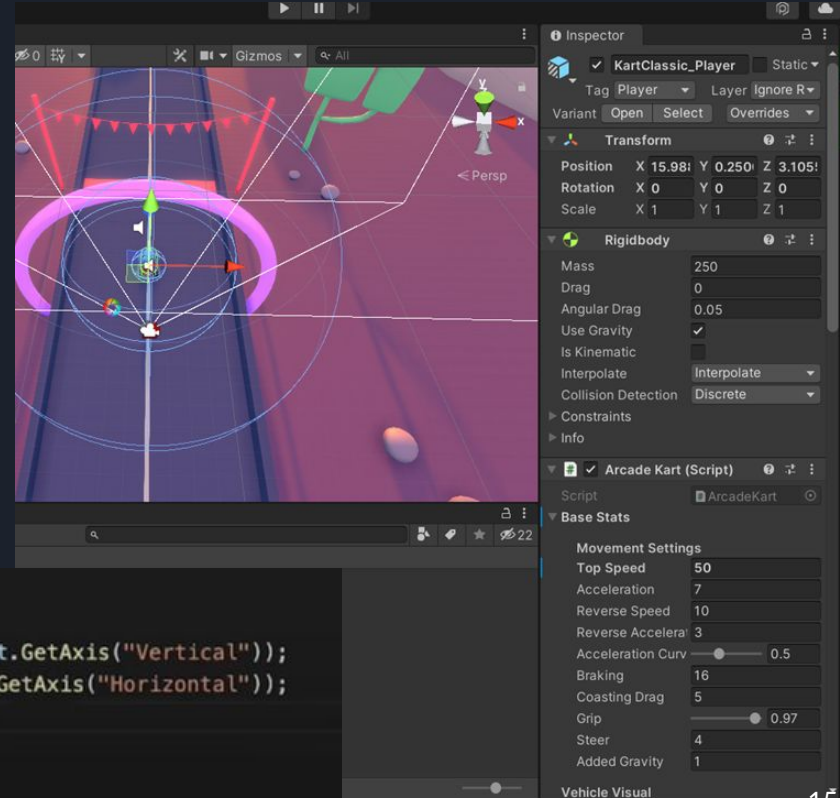 0
Gizmos
All
y
x
Persp
22
t.GetAxis("Vertical"));
GetAxis("Horizontal"));
Inspector
KartClassic_Player Static
Tag Player Layer Ignore R
Variant Open Select Overrides
Transform
Position X 15.98 Y 0.250 Z 3.105
Rotation X 0 Y 0 Z 0
Scale X 1 Y 1 Z 1
Rigidbody
Mass 250
Drag 0
Angular Drag 0.05
Use Gravity
Is Kinematic
Interpolate Interpolate
Collision Detection Discrete
Constraints
Info
Arcade Kart (Script)
Script ArcadeKart
Base Stats
Movement Settings
Top Speed 50
Acceleration 7
Reverse Speed 10
Reverse Accelera 3
Acceleration Curv 0.5
Braking 16
Coasting Drag 5
Grip 0.97
Steer 4
Added Gravity 1
Vehicle Visual